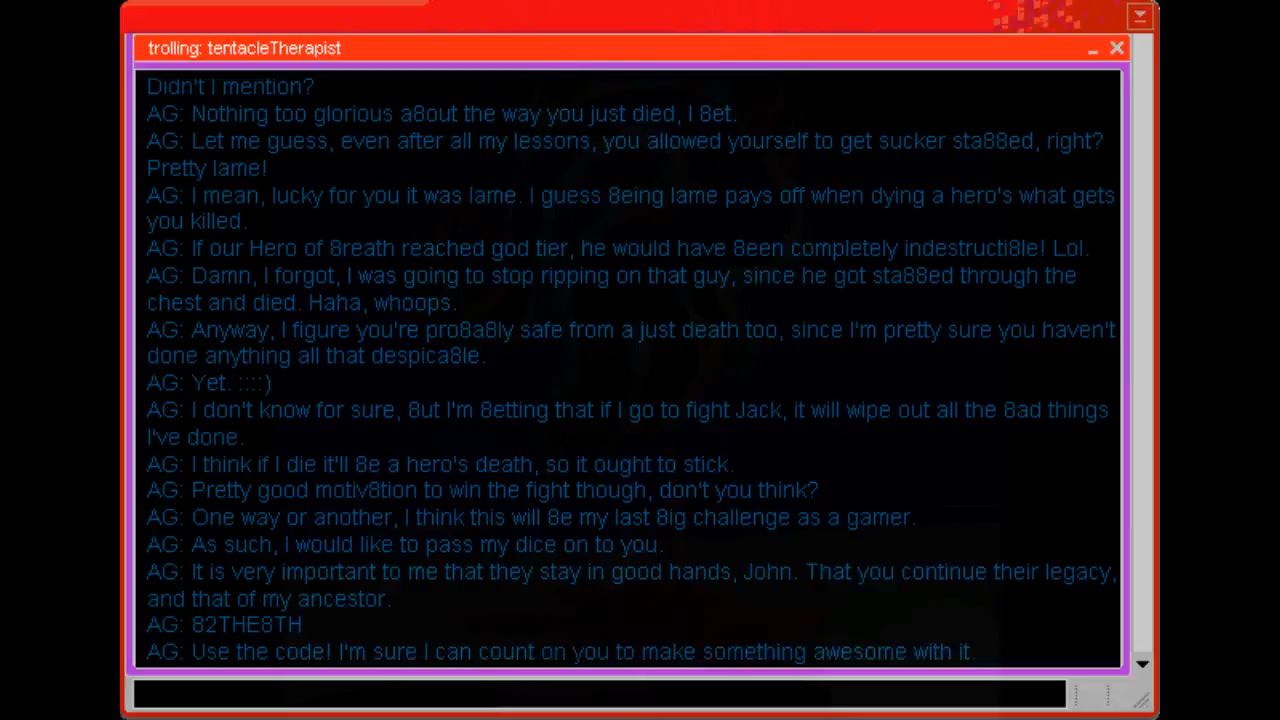 trolling: tentacleTherapist
Didn't I mention?
AG: Nothing too glorious a8out the way you just died, I 8et.
AG: Let me guess, even after all my lessons, you allowed yourself to get sucker sta88ed, right?
Pretty lame!
AG: I mean, lucky for you it was lame. I guess 8eing lame pays off when dying a hero's what gets
you killed.
AG: If our Hero of 8reath reached god tier, he would have 8een completely indestructi8le! Lol.
AG: Damn, I forgot, I was going to stop ripping on that guy, since he got sta88ed through the
chest and died. Haha, whoops.
AG: Anyway, I figure you're pro8a8ly safe from a just death too, since I'm pretty sure you haven't
done anything all that despica8le.
AG: Yet. ::::)
AG: I don't know for sure, 8ut I'm 8etting that if I go to fight Jack, it will wipe out all the 8ad things
I've done.
AG: I think if I die it'll 8e a hero's death, so it ought to stick.
AG: Pretty good motiv8tion to win the fight though, don't you think?
AG: One way or another, I think this will 8e my last 8ig challenge as a gamer.
AG: As such, I would like to pass my dice on to you.
AG: It is very important to me that they stay in good hands, John. That you continue their legacy,
and that of my ancestor.
AG: 82THE8TH
AG: Use the code! I'm sure I can count on you to make something awesome with it.